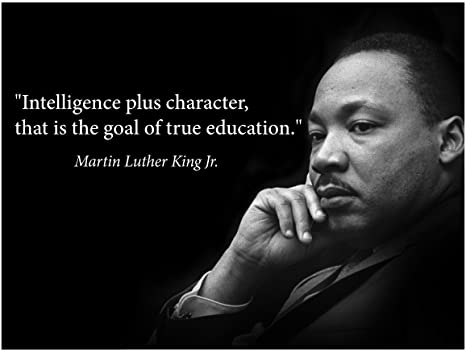 "Intelligence plus character,
that is the goal of true education."
Martin Luther King Jr.